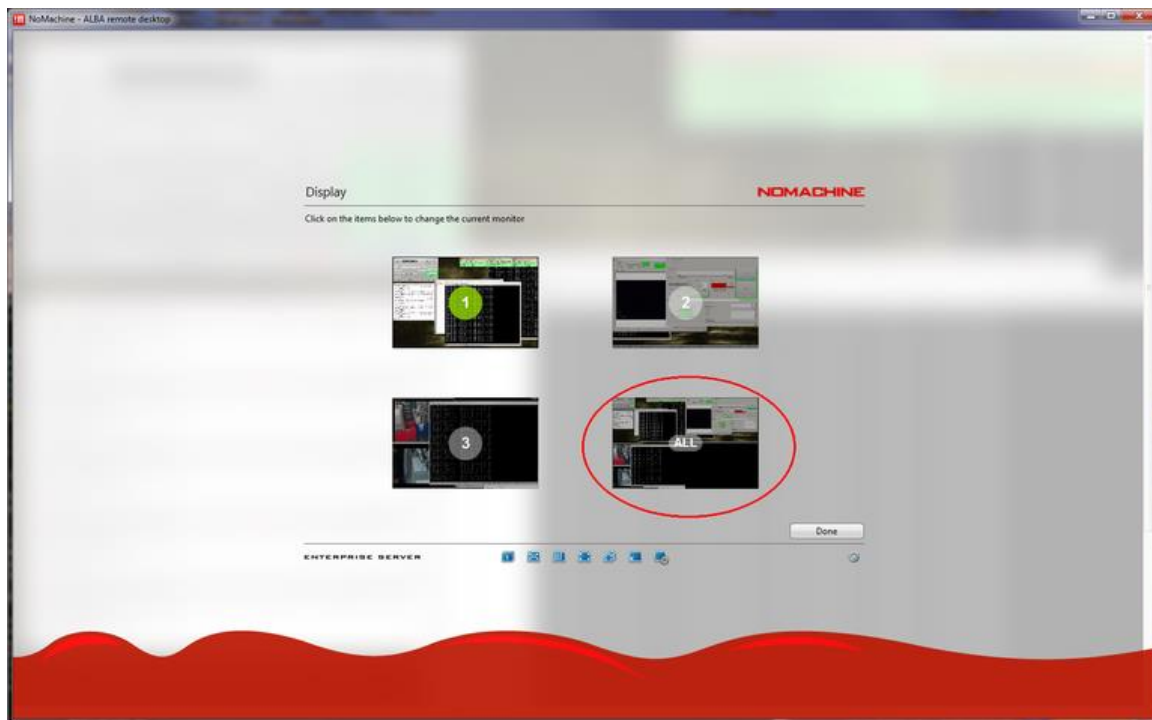 NoMachine - ALBA remote desktop
Display
NOMACHINE
Click on the items below to change the current monitor
1
2
3
ALL
Done
ENTERPRISE SERVER